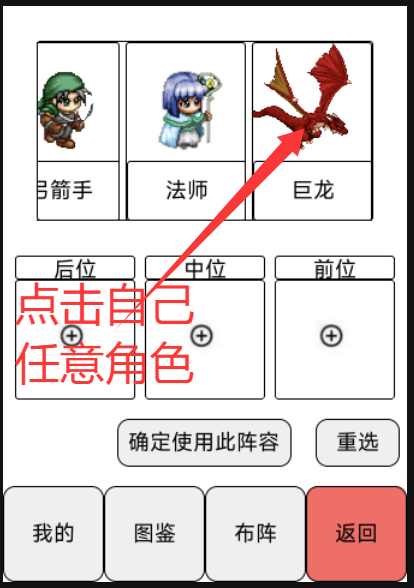 弓箭手 法师 巨龙
后位 中位 前位
点击自己
任意角色
确定使用此阵容 重选
我的 图鉴 布阵 返回